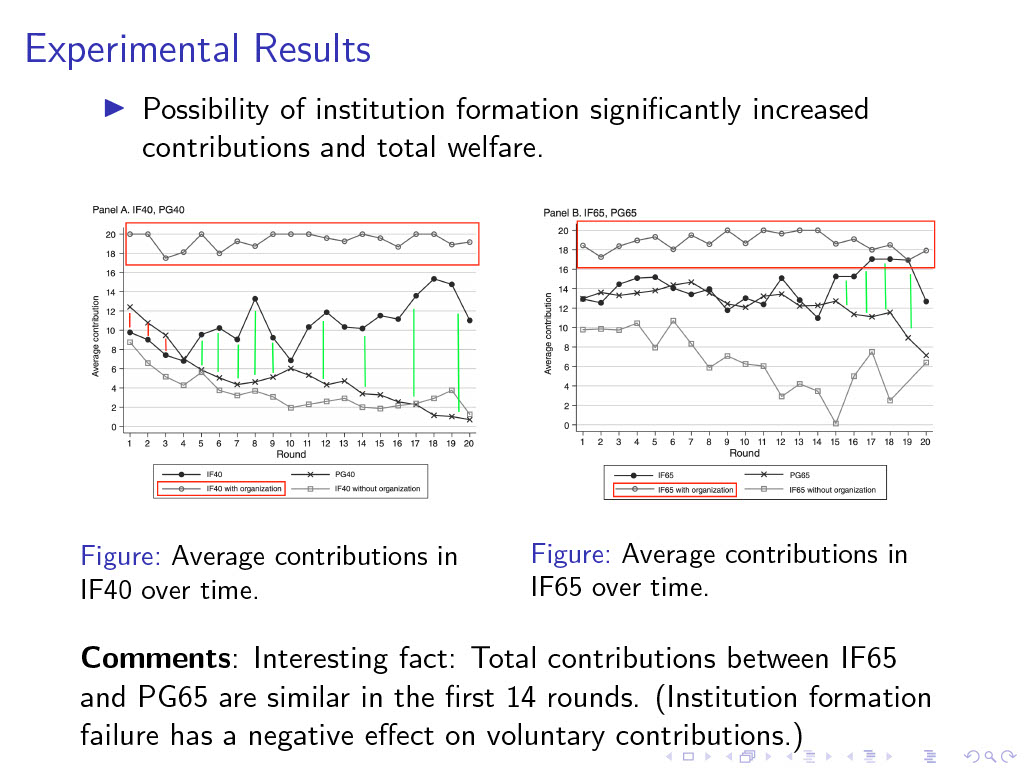 Experimental Results
Possibility of institution formation significantly increased
contributions and total welfare.
Panel A. IF40, PG40
20
18
16
14
12
10
8
6
4
2
0
Average contribution
1 2 3 4 5 6 7 8 9 10 11 12 13 14 15 16 17 18 19 20
Round
IF40 PG40
IF40 with organization IF40 without organization
Panel B. IF65, PG65
20
18
16
14
12
10
8
6
4
2
0
Average contribution
1 2 3 4 5 6 7 8 9 10 11 12 13 14 15 16 17 18 19 20
Round
IF65 PG65
IF65 with organization IF65 without organization
Figure: Average contributions in
IF40 over time.
Figure: Average contributions in
IF65 over time.
Comments: Interesting fact: Total contributions between IF65
and PG65 are similar in the first 14 rounds. (Institution formation
failure has a negative effect on voluntary contributions.)